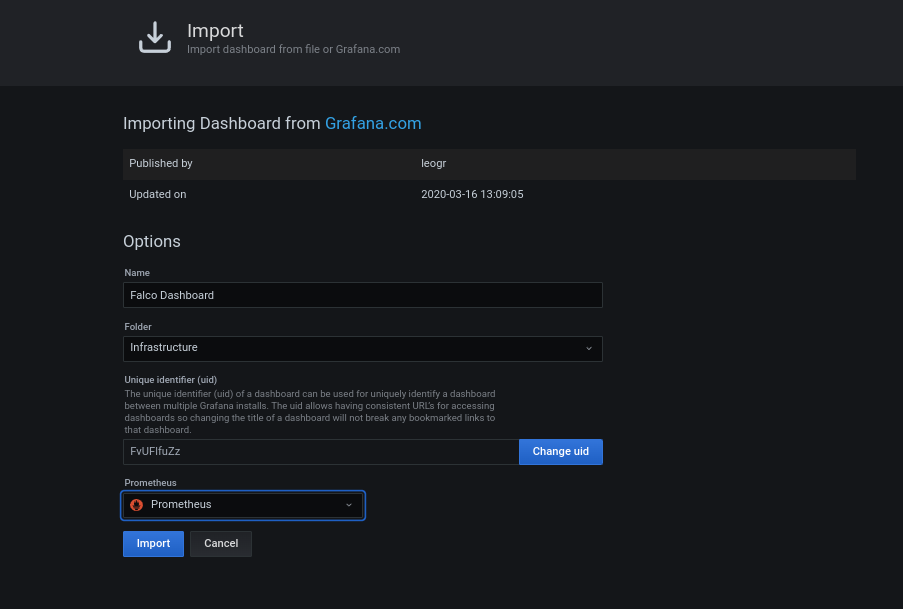 Import
Import dashboard from file or Grafana.com
Importing Dashboard from Grafana.com
Published by leogr
Updated on 2020-03-16 13:09:05
Options
Name
Falco Dashboard
Folder
Infrastructure
Unique identifier (uid)
The unique identifier (uid) of a dashboard can be used for uniquely identify a dashboard
between multiple Grafana installs. The uid allows having consistent URL's for accessing
dashboards so changing the title of a dashboard will not break any bookmarked links to
that dashboard.
FvUFlfuZz Change uid
Prometheus
Prometheus
Import Cancel